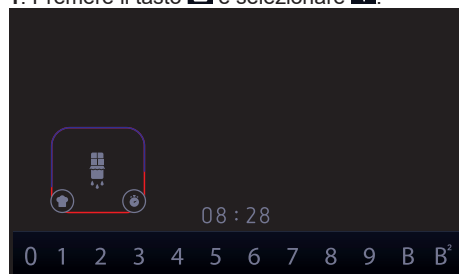 1. Premere il tasto e selezionare .
08 : 28
0 1 2 3 4 5 6 7 8 9 B B²